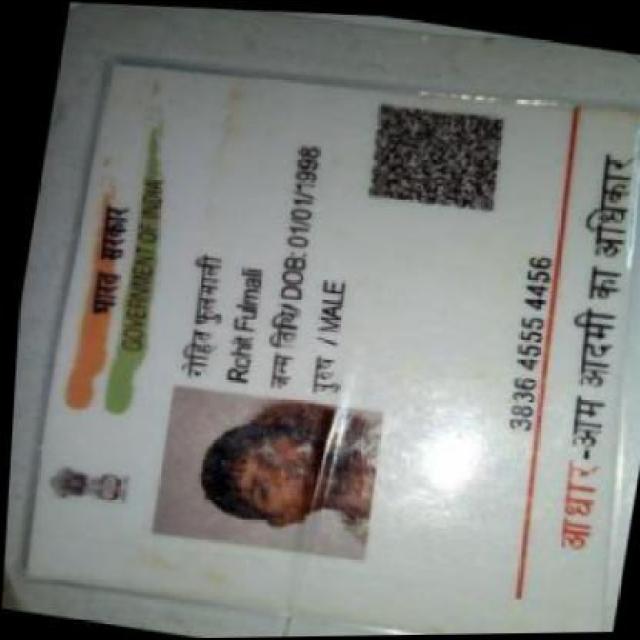 भारत सरकार
GOVERNMENT OF INDIA
रोहित फुलमाली
Rohit Fulmali
जन्म तिथि/ DOB: 01/01/1998
पुरुष / MALE
3836 4555 4456
आधार -आम आदमी का अधिकार